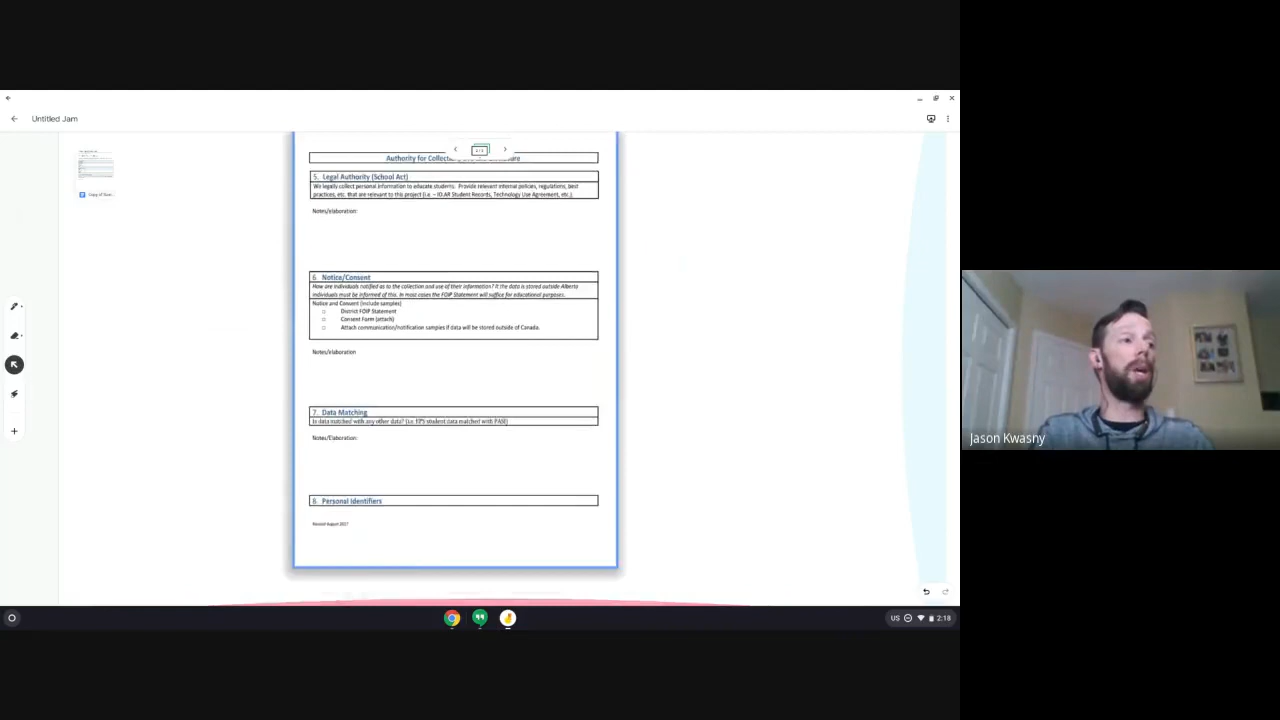 Untitled Jam
Authority for Collection
5. Legal Authority (School Act)
We legally collect personal information to educate students. Provide relevant internal policies, regulations, best
practices, etc. that are relevant to this project (i.e. – IO.AR Student Records, Technology Use Agreement, etc.)
Notes/elaboration:
6 Notice/Consent
How are individuals notified as to the collection and use of their information? If the data is stored outside Alberta
individuals must be informed of this. In most cases the FOIP Statement will suffice for educational purposes.
Notice and Consent (include samples)
District FOIP Statement
Consent Form (attach)
Attach communication/notification samples if data will be stored outside of Canada.
Notes/elaboration
7. Data Matching
Is data matched with any other data? (i.e. student data matched with PASI)
Notes/Elaboration:
8 Personal Identifiers
Revised August 2017
Copy of
US
2:18
Jason Kwasny